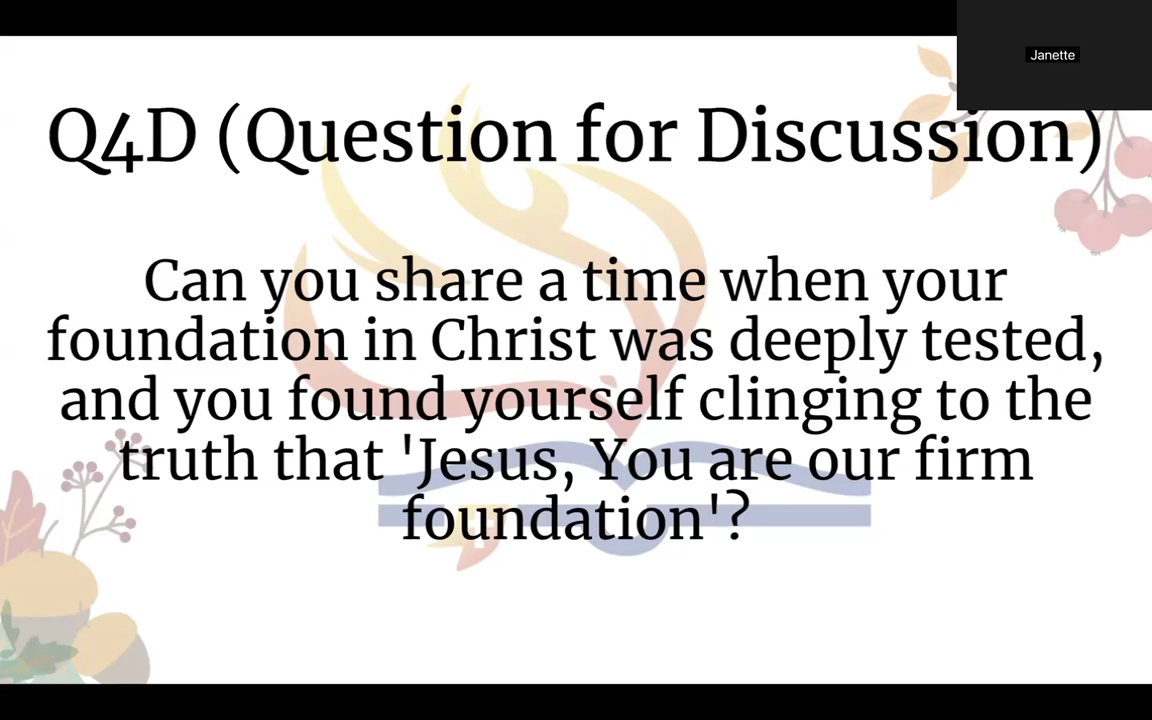 Janette
Q4D (Question for Discussion)
Can you share a time when your
foundation in Christ was deeply tested,
and you found yourself clinging to the
truth that 'Jesus, You are our firm
foundation'?